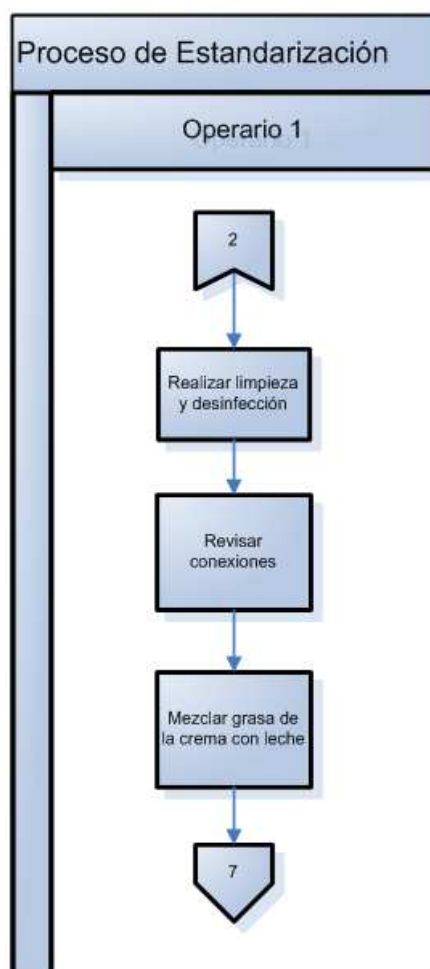 Proceso de Estandarización
Operario 1
2
Realizar limpieza
y desinfección
Revisar
conexiones
Mezclar grasa de
la crema con leche
7